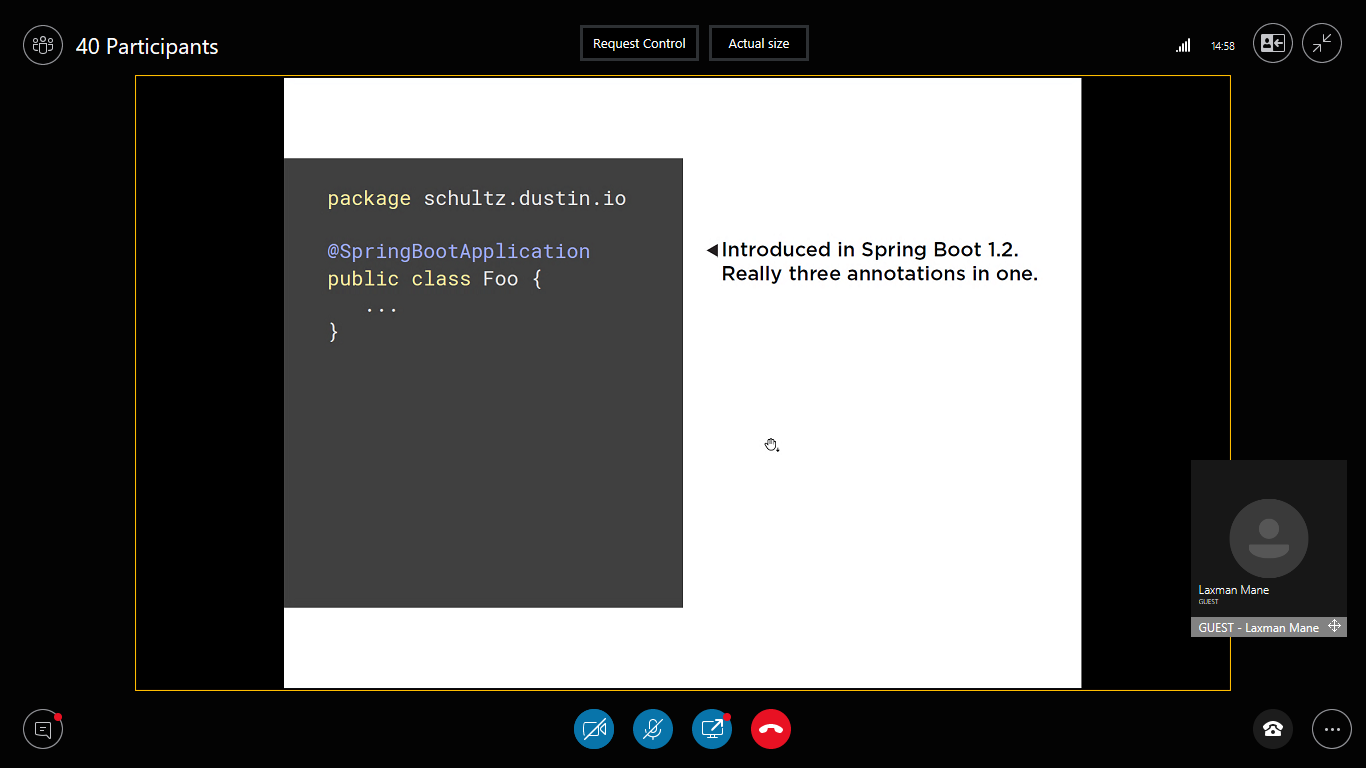 40 Participants
Request Control
Actual size
14:58
package schultz.dustin.io
@SpringBootApplication
public class Foo {
...
}
Introduced in Spring Boot 1.2.
Really three annotations in one.
Laxman Mane
GUEST
GUEST - Laxman Mane